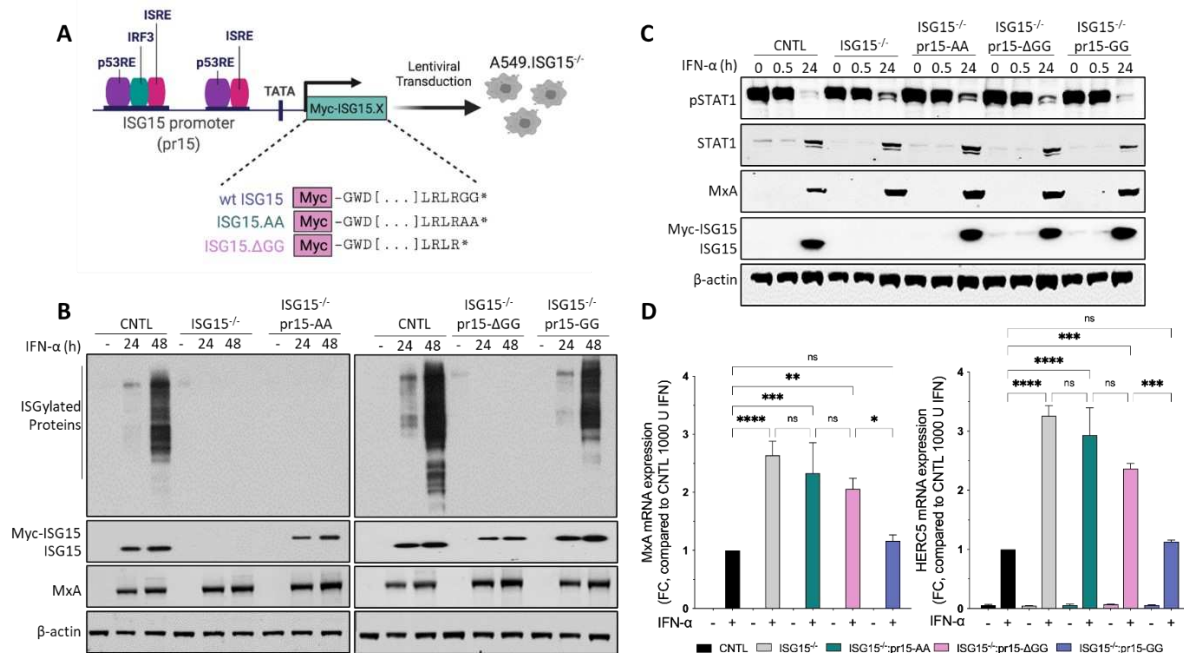 A
ISRE
IRF3
p53RE
ISRE
p53RE
TATA
ISG15 promoter
(pr15)
Myc-ISG15.X
Lentiviral
Transduction
A549.ISG15-/-
wt ISG15 Myc -GWD[...]LRLRGG*
ISG15.AA Myc -GWD[...]LRLRAA*
ISG15.ΔGG Myc -GWD[...]LRLR*
B
CNTL ISG15-/- ISG15-/- pr15-AA CNTL ISG15-/- pr15-ΔGG ISG15-/- pr15-GG
IFN-α (h) - 24 48 - 24 48 - 24 48 - 24 48 - 24 48 - 24 48
ISGylated
Proteins
Myc-ISG15
ISG15
MxA
β-actin
C
CNTL ISG15-/- ISG15-/- pr15-AA ISG15-/- pr15-ΔGG ISG15-/- pr15-GG
IFN-α (h) 0 0.5 24 0 0.5 24 0 0.5 24 0 0.5 24 0 0.5 24
pSTAT1
STAT1
MxA
Myc-ISG15
ISG15
β-actin
D
MxA mRNA expression
(FC, compared to CNTL 1000 U IFN)
4
3
2
1
0
ns
**
***
**** ns ns *
IFN-α - + - + - + - + - +
HERC5 mRNA expression
(FC, compared to CNTL 1000 U IFN)
4
3
2
1
0
ns
***
****
**** ns ns ***
IFN-α - + - + - + - + - +
CNTL ISG15-/- ISG15-/-:pr15-AA ISG15-/-:pr15-ΔGG ISG15-/-:pr15-GG